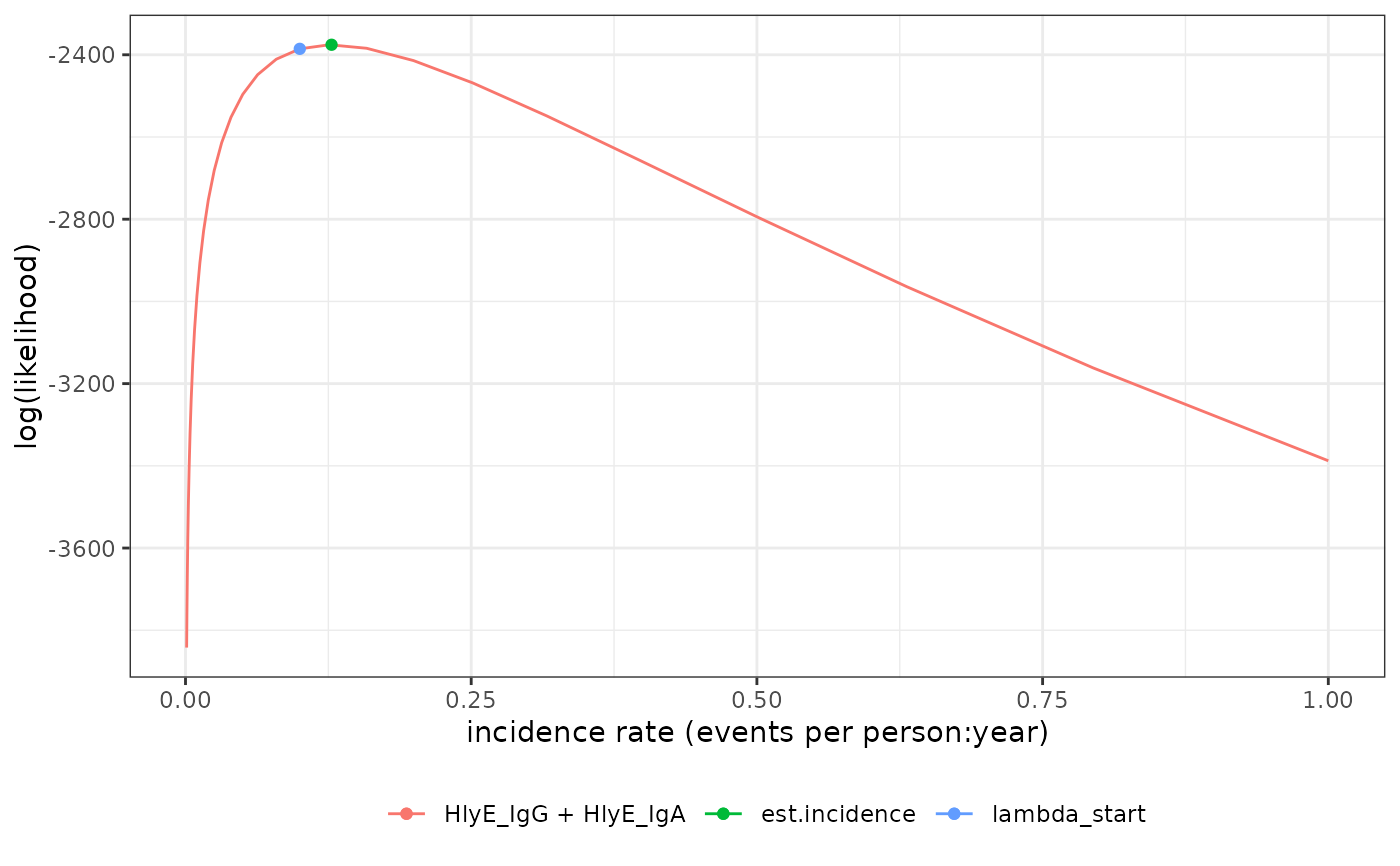 log(likelihood)
-2400
-2800
-3200
-3600
0.00 0.25 0.50 0.75 1.00
incidence rate (events per person:year)
HlyE_IgG + HlyE_IgA est.incidence lambda_start